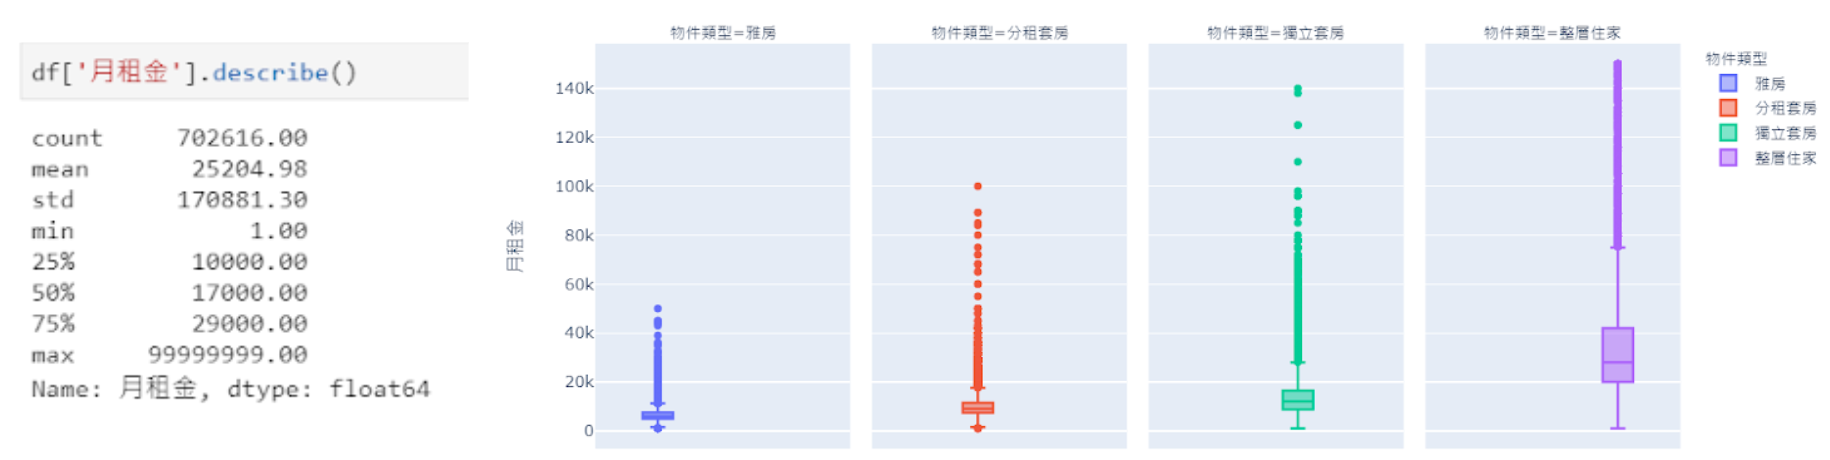 df['月租金'].describe()
count 702616.00
mean 25204.98
std 170881.30
min 1.00
25% 10000.00
50% 17000.00
75% 29000.00
max 99999999.00
Name: 月租金, dtype: float64
物件類型=雅房
物件類型=分租套房
物件類型=獨立套房
物件類型=整層住家
月租金
140k
120k
100k
80k
60k
40k
20k
0
物件類型
雅房
分租套房
獨立套房
整層住家